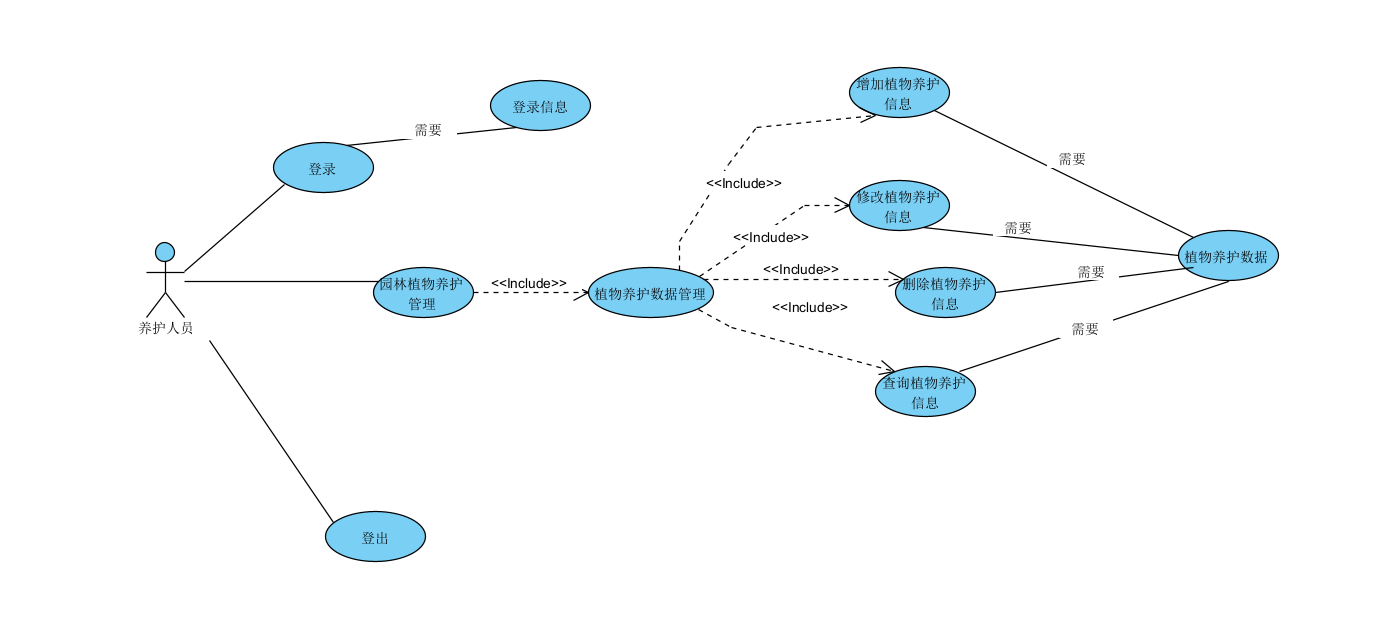 增加植物养护
信息
登录信息
需要
登录
需要
修改植物养护
信息
<<Include>>
需要
<<Include>>
植物养护数据
<<Include>>
需要
园林植物养护
管理
<<Include>>
植物养护数据管理
删除植物养护
信息
<<Include>>
养护人员
需要
查询植物养护
信息
登出